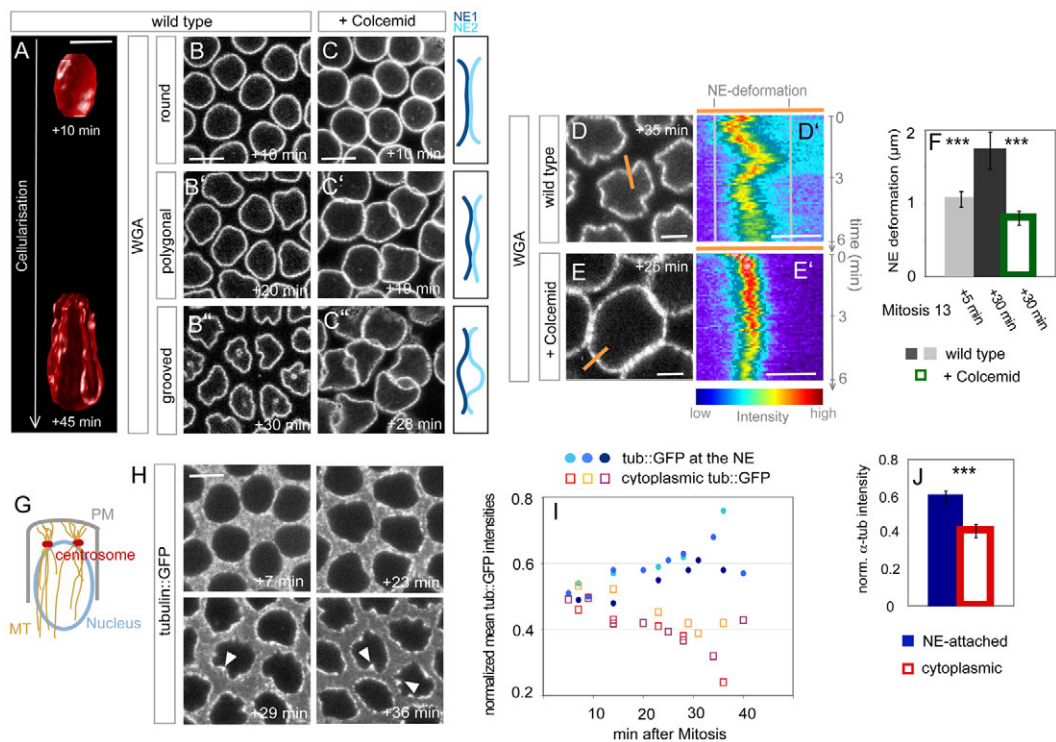 wild type
+ Colcemid
NE1
NE2
A
Cellularisation
+10 min
+45 min
WGA
round
polygonal
grooved
B
+10 min
C
+10 min
B'
+20 min
C'
+19 min
B"
+30 min
C"
+28 min
WGA
wild type
+ Colcemid
NE-deformation
D
+35 min
D'
0
3
6
E
+25 min
E'
0
3
6
time (min)
low
Intensity
high
F
NE deformation (µm)
2
1
0
***
***
Mitosis 13
+5 min
+30 min
+30 min
wild type
+ Colcemid
G
PM
centrosome
MT
Nucleus
H
tubulin::GFP
+7 min
+23 min
+29 min
+36 min
tub::GFP at the NE
cytoplasmic tub::GFP
I
normalized mean tub::GFP intensities
0.8
0.6
0.4
0.2
10
20
30
40
min after Mitosis
J
norm. α-tub intensity
0.6
0.4
0.2
0
***
NE-attached
cytoplasmic